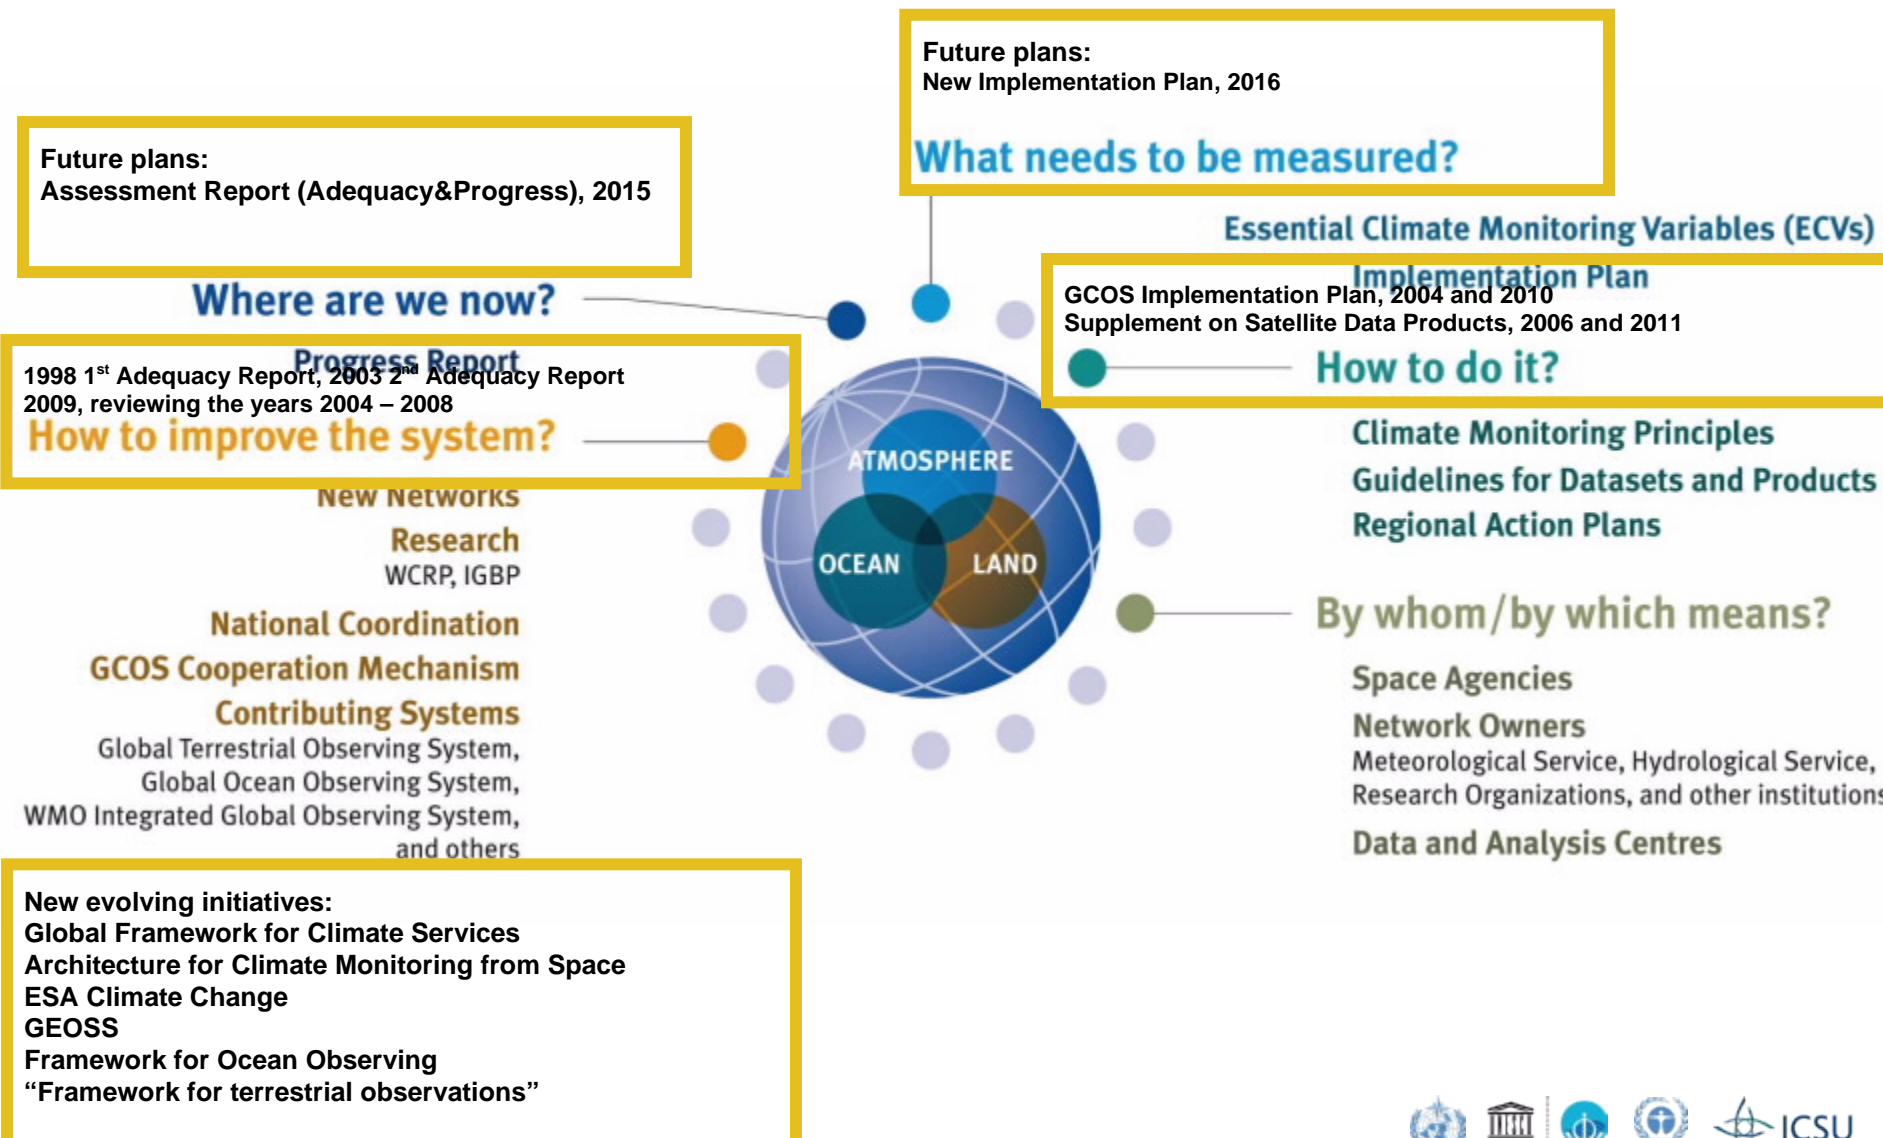 Future plans:
New Implementation Plan, 2016
What needs to be measured?
Essential Climate Monitoring Variables (ECVs)
Implementation Plan
Future plans:
Assessment Report (Adequacy&Progress), 2015
Where are we now?
Progress Report
1998 1st Adequacy Report, 2003 2nd Adequacy Report
2009, reviewing the years 2004 – 2008
How to improve the system?
New Networks
Research
WCRP, IGBP
National Coordination
GCOS Cooperation Mechanism
Contributing Systems
Global Terrestrial Observing System,
Global Ocean Observing System,
WMO Integrated Global Observing System,
and others
New evolving initiatives:
Global Framework for Climate Services
Architecture for Climate Monitoring from Space
ESA Climate Change
GEOSS
Framework for Ocean Observing
“Framework for terrestrial observations”
ATMOSPHERE
OCEAN
LAND
GCOS Implementation Plan, 2004 and 2010
Supplement on Satellite Data Products, 2006 and 2011
How to do it?
Climate Monitoring Principles
Guidelines for Datasets and Products
Regional Action Plans
By whom/by which means?
Space Agencies
Network Owners
Meteorological Service, Hydrological Service,
Research Organizations, and other institutions
Data and Analysis Centres
ICSU